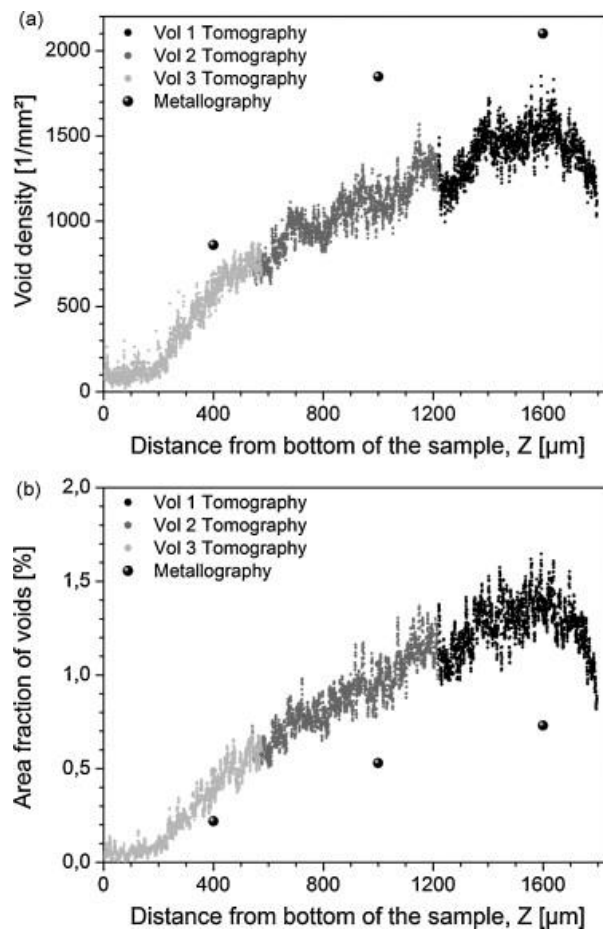 (a)
Void density [1/mm²]
2000
1500
1000
500
0
Vol 1 Tomography
Vol 2 Tomography
Vol 3 Tomography
Metallography
400
800
1200
1600
Distance from bottom of the sample, Z [µm]
(b)
Area fraction of voids [%]
2,0
1,5
1,0
0,5
0,0
Vol 1 Tomography
Vol 2 Tomography
Vol 3 Tomography
Metallography
0
400
800
1200
1600
Distance from bottom of the sample, Z [µm]